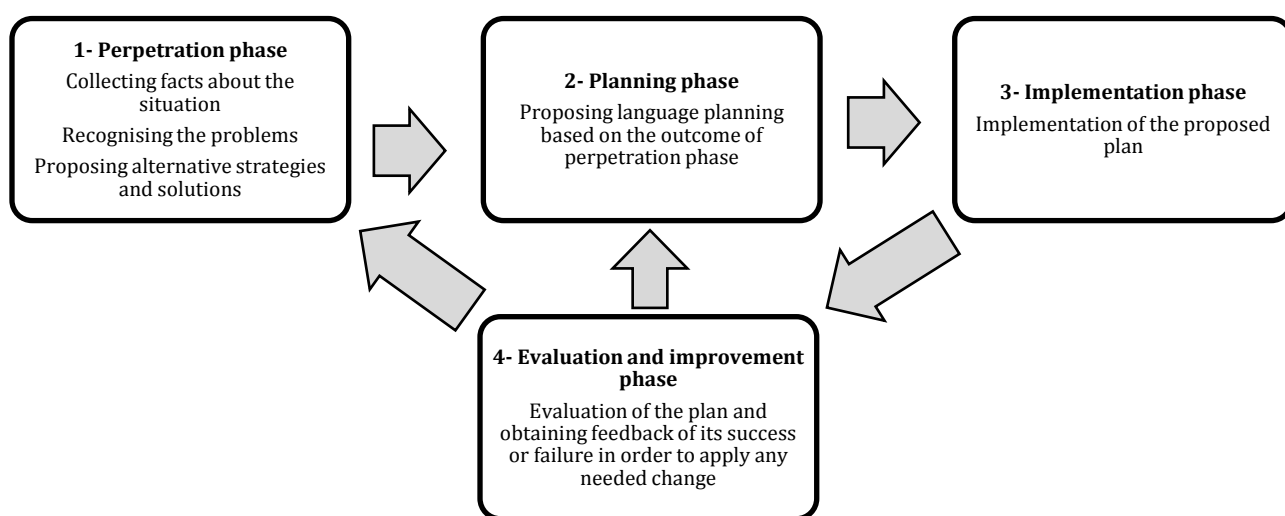 1- Perpetration phase
Collecting facts about the
situation
Recognising the problems
Proposing alternative strategies
and solutions
2- Planning phase
Proposing language planning
based on the outcome of
perpetration phase
3- Implementation phase
Implementation of the proposed
plan
4- Evaluation and improvement
phase
Evaluation of the plan and
obtaining feedback of its success
or failure in order to apply any
needed change